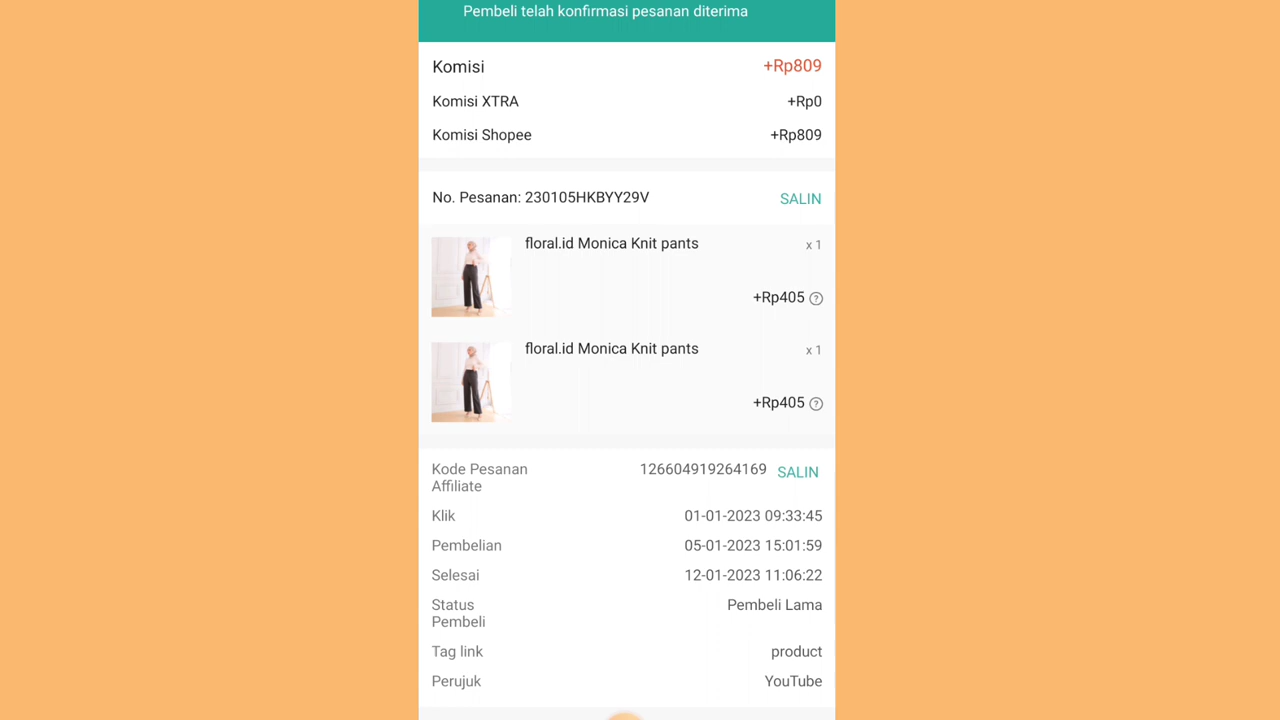 Pembeli telah konfirmasi pesanan diterima
Komisi +Rp809
Komisi XTRA +Rp0
Komisi Shopee +Rp809
No. Pesanan: 230105HKBYY29V SALIN
floral.id Monica Knit pants x 1
+Rp405 ?
floral.id Monica Knit pants x 1
+Rp405 ?
Kode Pesanan 126604919264169 SALIN
Affiliate
Klik 01-01-2023 09:33:45
Pembelian 05-01-2023 15:01:59
Selesai 12-01-2023 11:06:22
Status Pembeli Lama
Pembeli
Tag link product
Perujuk YouTube